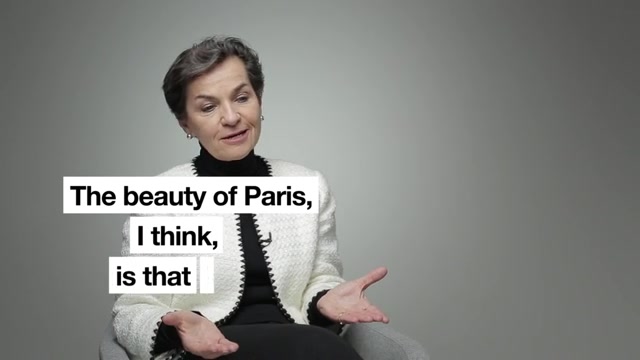 The beauty of Paris,
I think,
is that